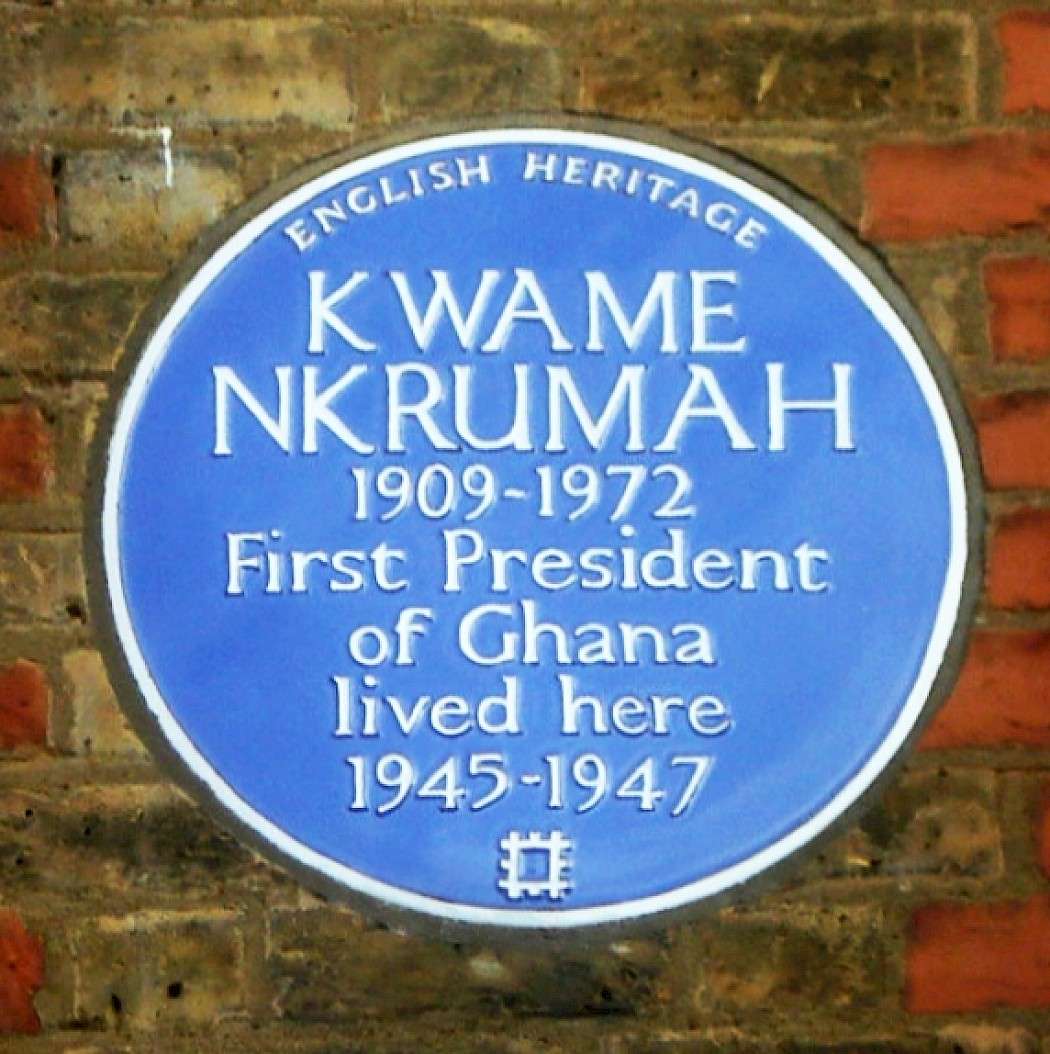 ENGLISH HERITAGE
KWAME
NKRUMAH
1909-1972
First President
of Ghana
lived here
1945-1947